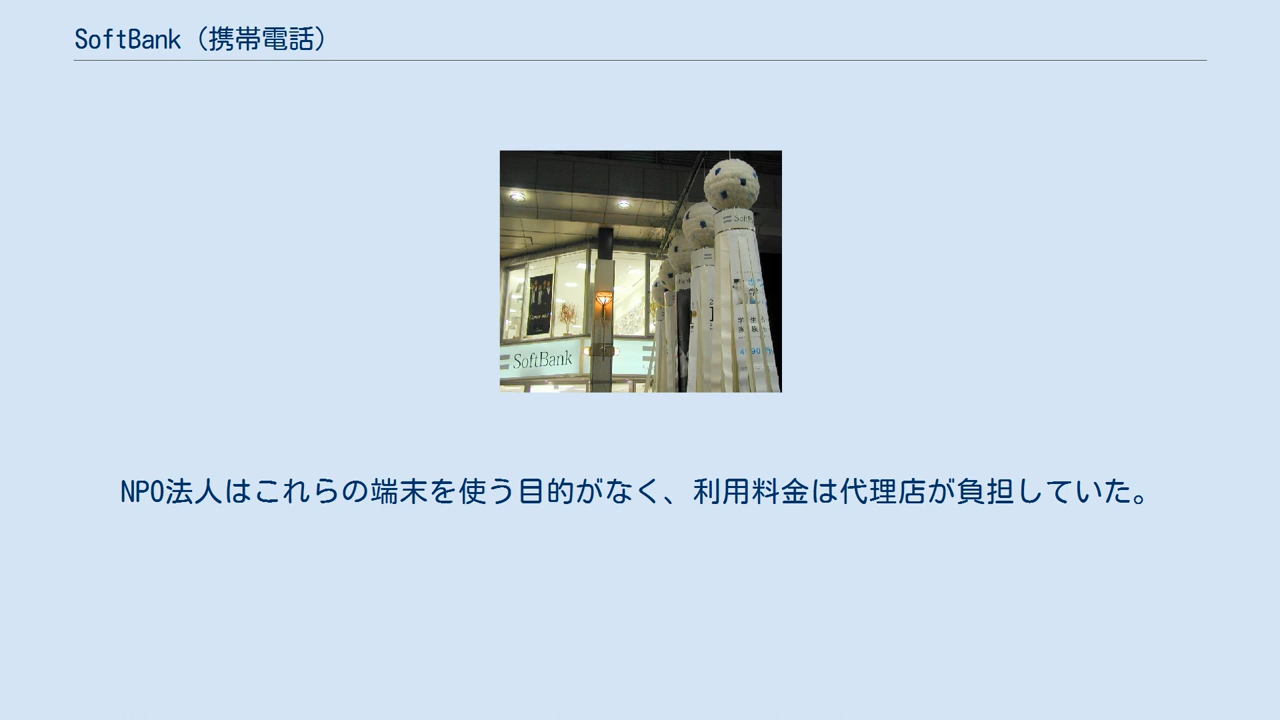 SoftBank（携帯電話）
SoftBank
NPO法人はこれらの端末を使う目的がなく、利用料金は代理店が負担していた。